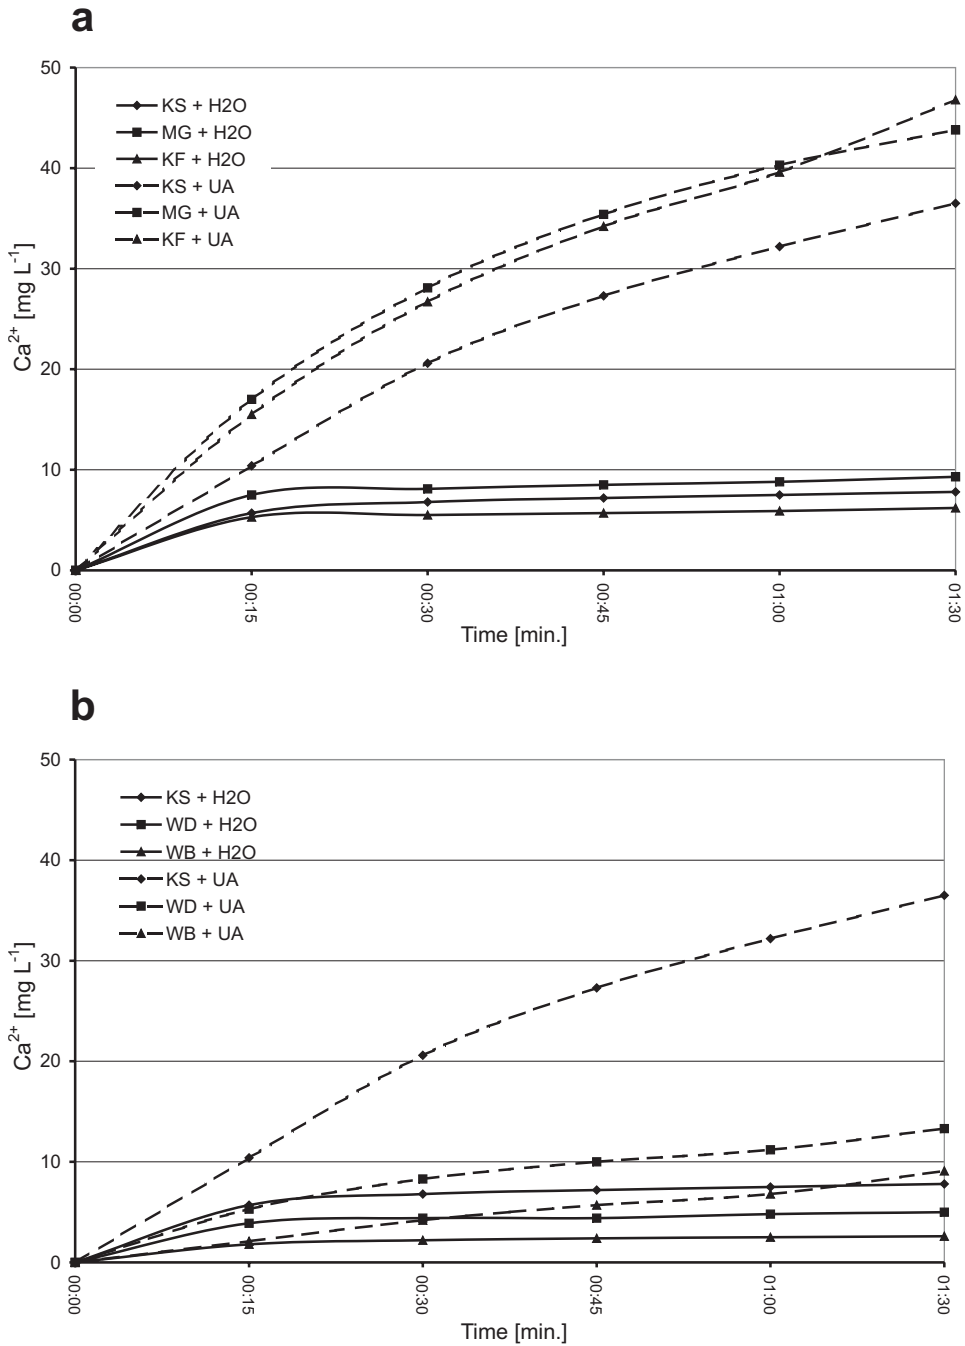 a
50
40
30
20
10
0
Ca2+ [mg L-1]
KS + H2O
MG + H2O
KF + H2O
KS + UA
MG + UA
KF + UA
00:00 00:15 00:30 00:45 01:00 01:30
Time [min.]
b
50
40
30
20
10
0
Ca2+ [mg L-1]
KS + H2O
WD + H2O
WB + H2O
KS + UA
WD + UA
WB + UA
00:00 00:15 00:30 00:45 01:00 01:30
Time [min.]